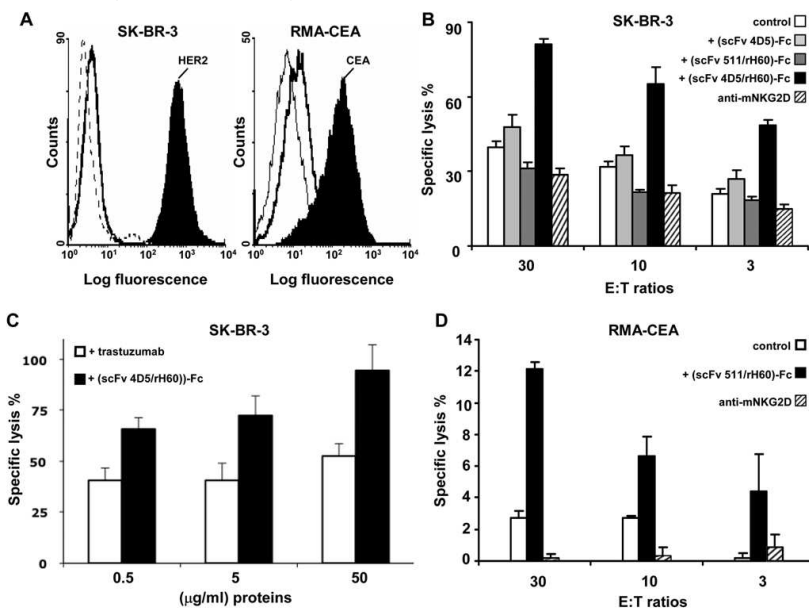 A
SK-BR-3
RMA-CEA
90
HER2
50
CEA
Counts
Counts
0
0
10⁰ 10¹ 10² 10³ 10⁴
10⁰ 10¹ 10² 10³ 10⁴
Log fluorescence
Log fluorescence
B
SK-BR-3
control
+ (scFv 4D5)-Fc
+ (scFv 511/rH60)-Fc
+ (scFv 4D5/rH60)-Fc
anti-mNKG2D
Specific lysis %
90
60
30
0
30 10 3
E:T ratios
C
SK-BR-3
+ trastuzumab
+ (scFv 4D5/rH60))-Fc
Specific lysis %
100
75
50
25
0
0.5 5 50
(µg/ml) proteins
D
RMA-CEA
control
+ (scFv 511/rH60)-Fc
anti-mNKG2D
Specific lysis %
14
12
10
8
6
4
2
0
30 10 3
E:T ratios